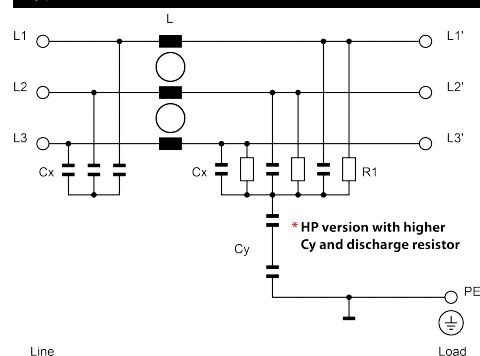 L
L1 L1'
L2 L2'
L3 L3'
Cx Cx R1
* HP version with higher
Cy and discharge resistor
Cy
PE
Line Load